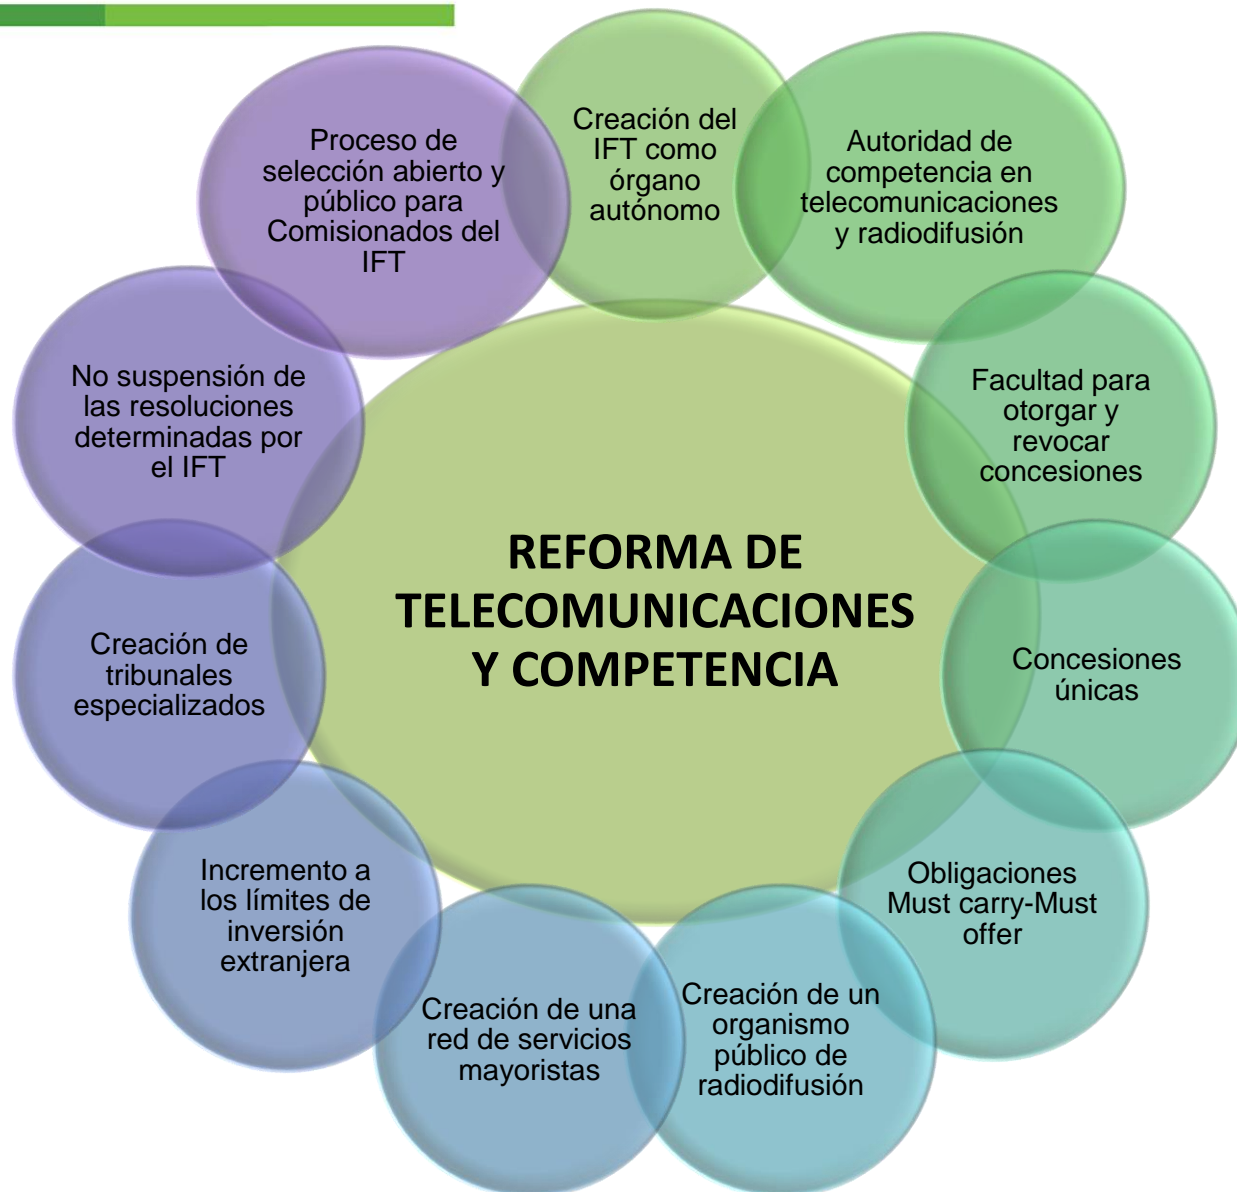 Creación del
IFT como
órgano
autónomo
Autoridad de
competencia en
telecomunicaciones
y radiodifusión
Facultad para
otorgar y
revocar
concesiones
Concesiones
únicas
Obligaciones
Must carry-Must
offer
Creación de un
organismo
público de
radiodifusión
Creación de una
red de servicios
mayoristas
Incremento a
los límites de
inversión
extranjera
Creación de
tribunales
especializados
No suspensión de
las resoluciones
determinadas por
el IFT
Proceso de
selección abierto y
público para
Comisionados del
IFT
REFORMA DE
TELECOMUNICACIONES
Y COMPETENCIA